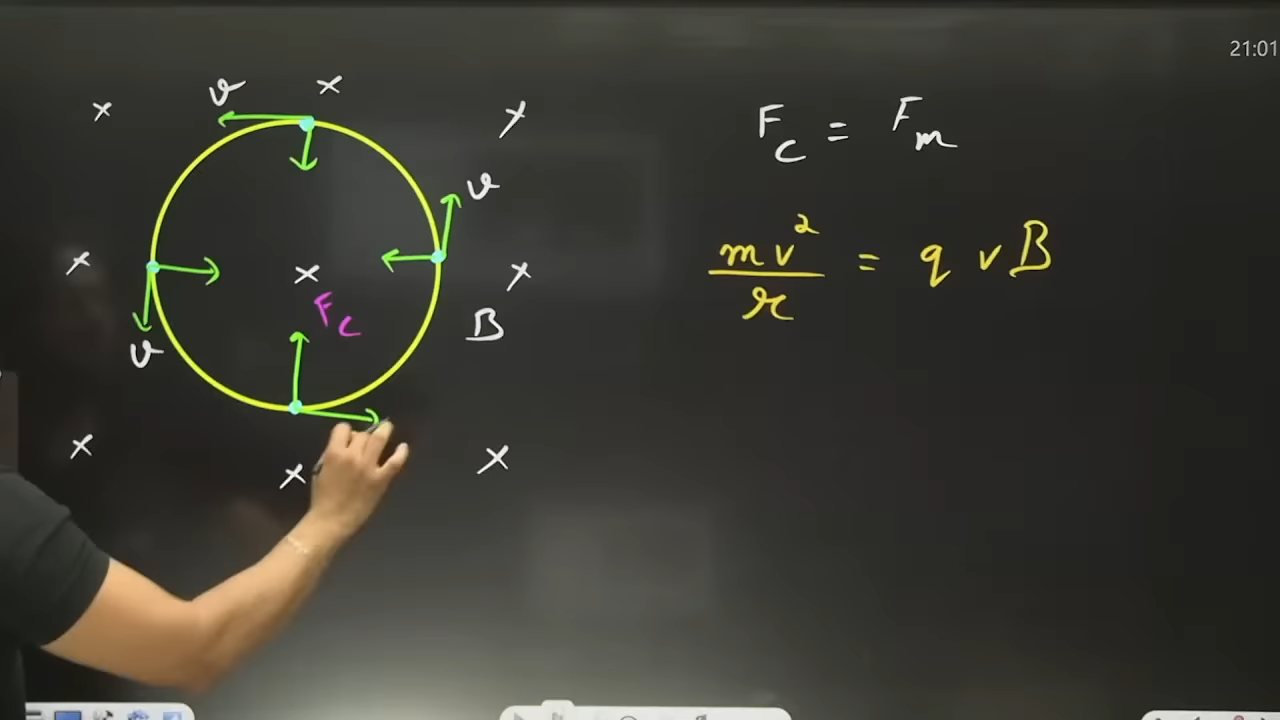 21:01
v × 
× ×
F_c = F_m
v
mv²/r = q v B
× × ×
F_c
B
v
× × ×